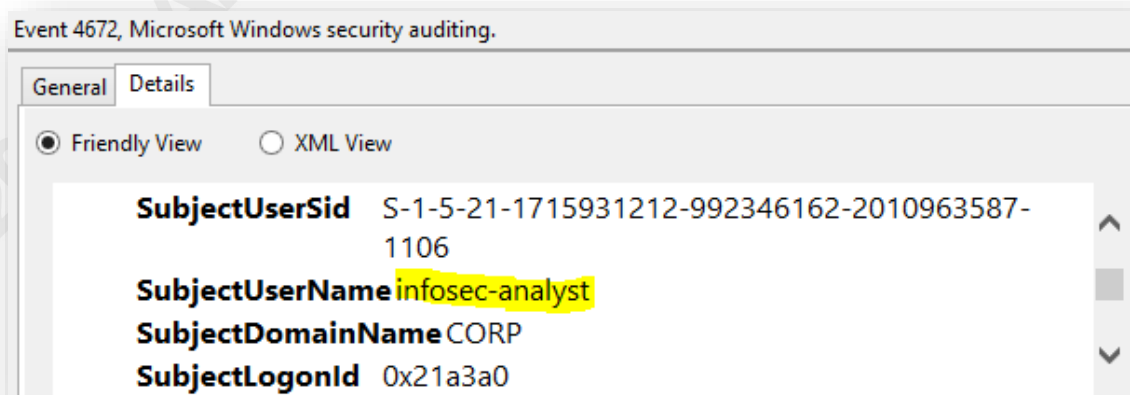 Event 4672, Microsoft Windows security auditing.
General Details
Friendly View XML View
SubjectUserSid S-1-5-21-1715931212-992346162-2010963587-
1106
SubjectUserName infosec-analyst
SubjectDomainName CORP
SubjectLogonId 0x21a3a0